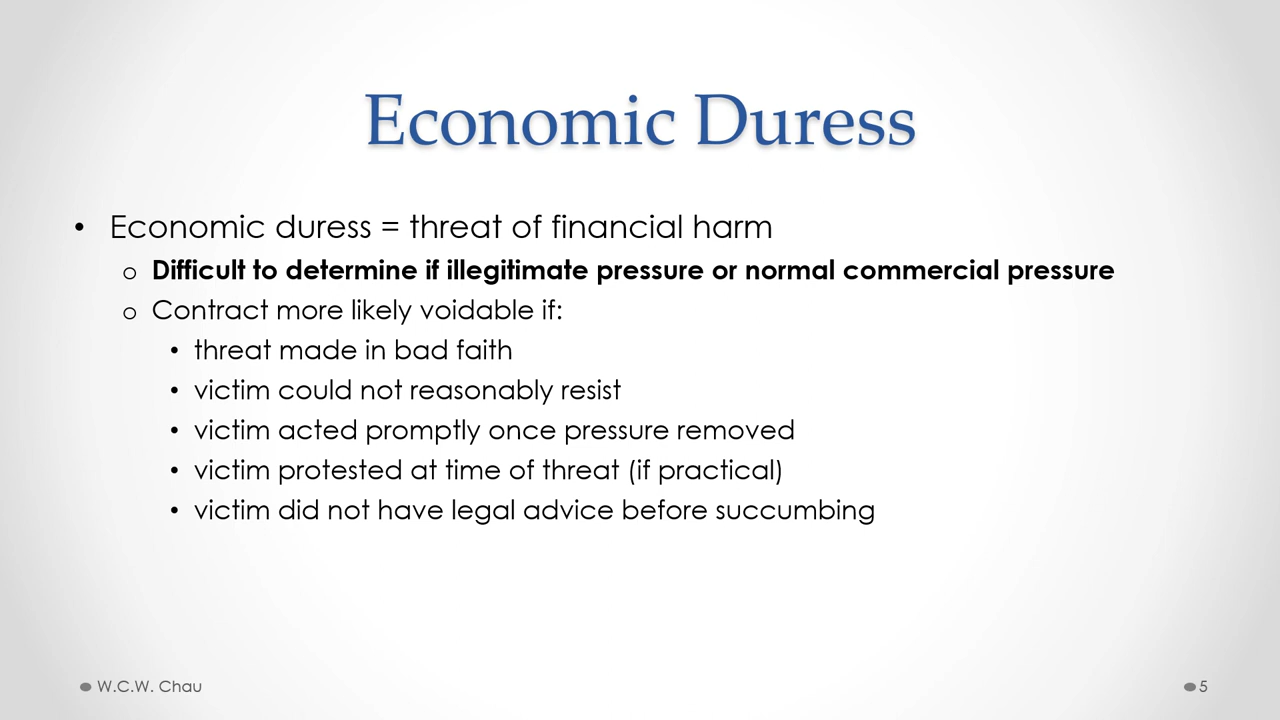 Economic Duress
• Economic duress = threat of financial harm
o Difficult to determine if illegitimate pressure or normal commercial pressure
o Contract more likely voidable if:
• threat made in bad faith
• victim could not reasonably resist
• victim acted promptly once pressure removed
• victim protested at time of threat (if practical)
• victim did not have legal advice before succumbing
W.C.W. Chau
5